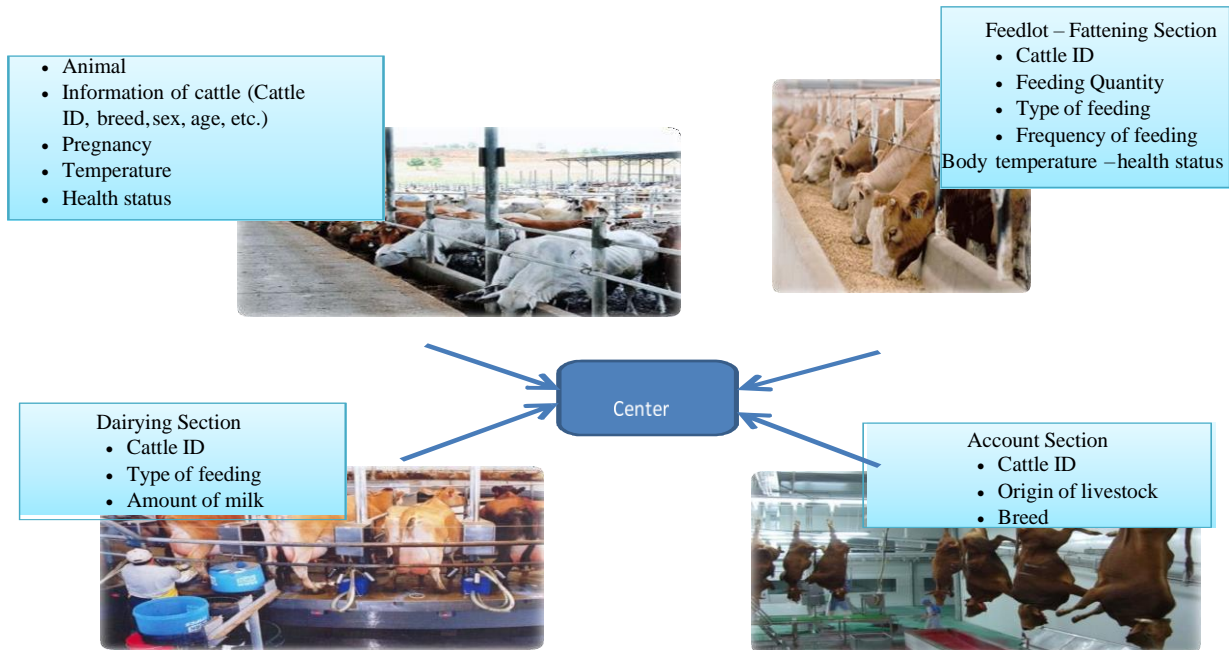 • Animal
• Information of cattle (Cattle
ID, breed, sex, age, etc.)
• Pregnancy
• Temperature
• Health status
Feedlot – Fattening Section
• Cattle ID
• Feeding Quantity
• Type of feeding
• Frequency of feeding
Body temperature – health status
Center
Dairying Section
• Cattle ID
• Type of feeding
• Amount of milk
Account Section
• Cattle ID
• Origin of livestock
• Breed